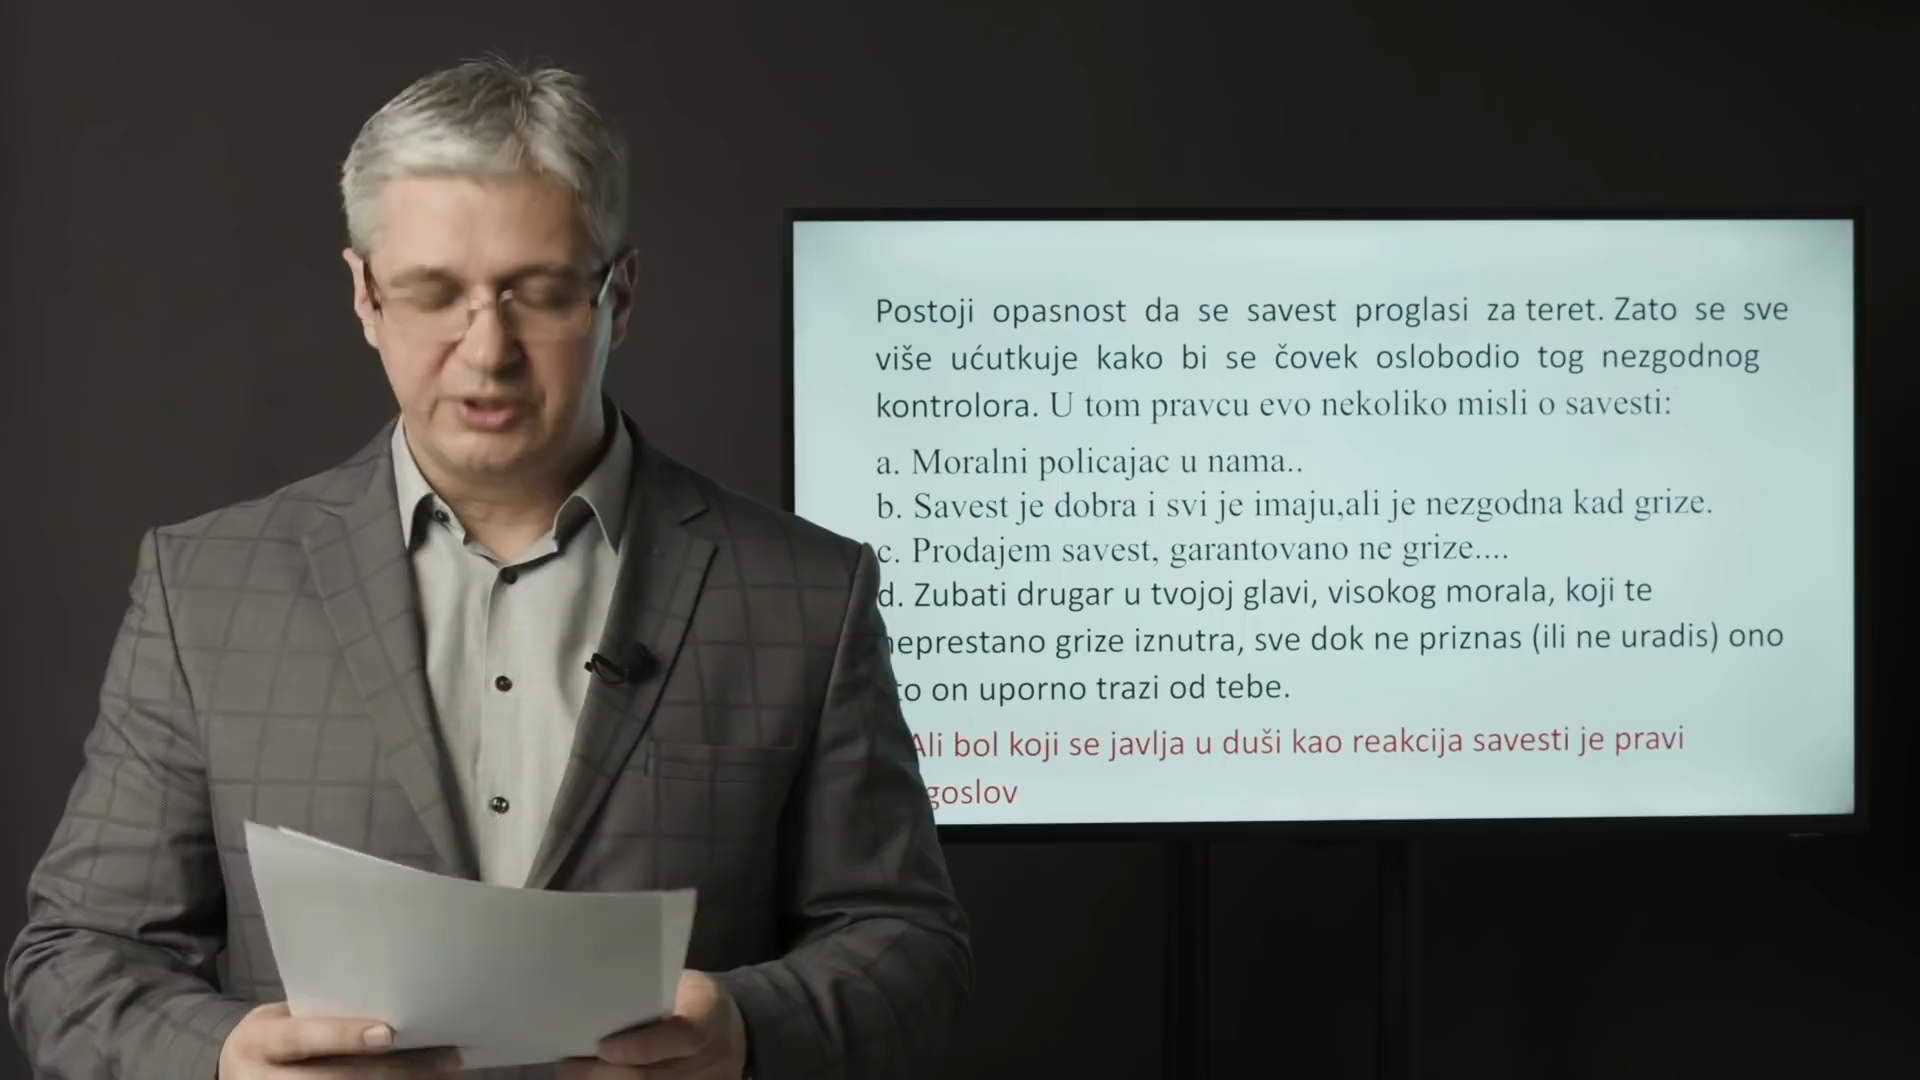 Postoji opasnost da se savest proglasi za teret. Zato se sve
više ućutkuje kako bi se čovek oslobodio tog nezgodnog
kontrolora. U tom pravcu evo nekoliko misli o savesti:
a. Moralni policajac u nama..
b. Savest je dobra i svi je imaju,ali je nezgodna kad grize.
c. Prodajem savest, garantovano ne grize....
d. Zubati drugar u tvojoj glavi, visokog morala, koji te
neprestano grize iznutra, sve dok ne priznas (ili ne uradis) ono
on uporno trazi od tebe.
Ali bol koji se javlja u duši kao reakcija savesti je pravi